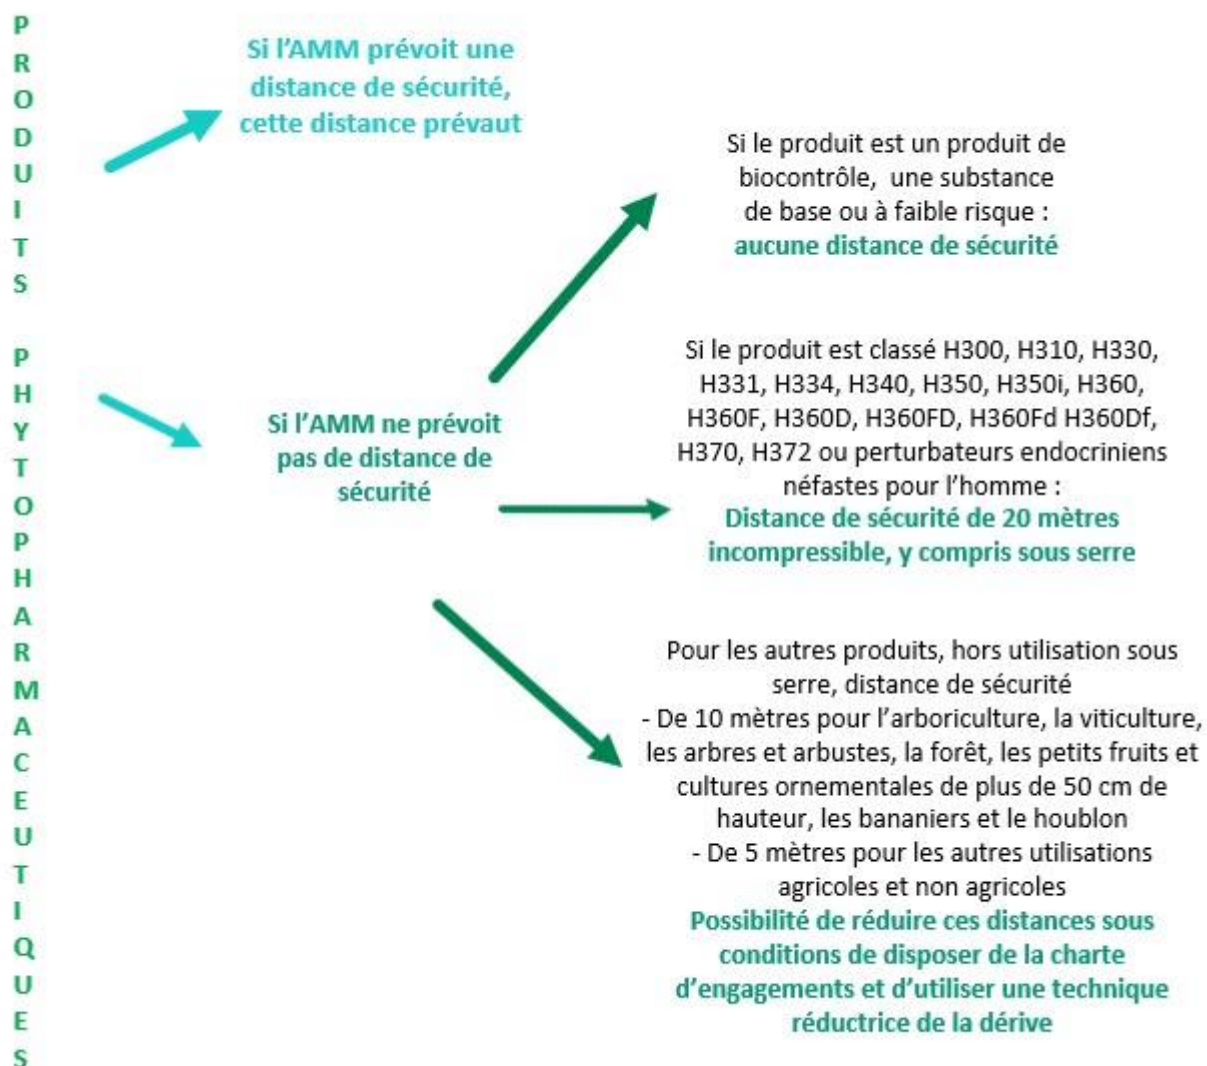 PRODUITS PHYTOPHARMACEUTIQUES
Si l’AMM prévoit une
distance de sécurité,
cette distance prévaut
Si l’AMM ne prévoit
pas de distance de
sécurité
Si le produit est un produit de
biocontrôle, une substance
de base ou à faible risque :
aucune distance de sécurité
Si le produit est classé H300, H310, H330,
H331, H334, H340, H350, H350i, H360,
H360F, H360D, H360FD, H360Fd H360Df,
H370, H372 ou perturbateurs endocriniens
néfastes pour l’homme :
Distance de sécurité de 20 mètres
incompressible, y compris sous serre
Pour les autres produits, hors utilisation sous
serre, distance de sécurité
- De 10 mètres pour l’arboriculture, la viticulture,
les arbres et arbustes, la forêt, les petits fruits et
cultures ornementales de plus de 50 cm de
hauteur, les bananiers et le houblon
- De 5 mètres pour les autres utilisations
agricoles et non agricoles
Possibilité de réduire ces distances sous
conditions de disposer de la charte
d’engagements et d’utiliser une technique
réductrice de la dérive